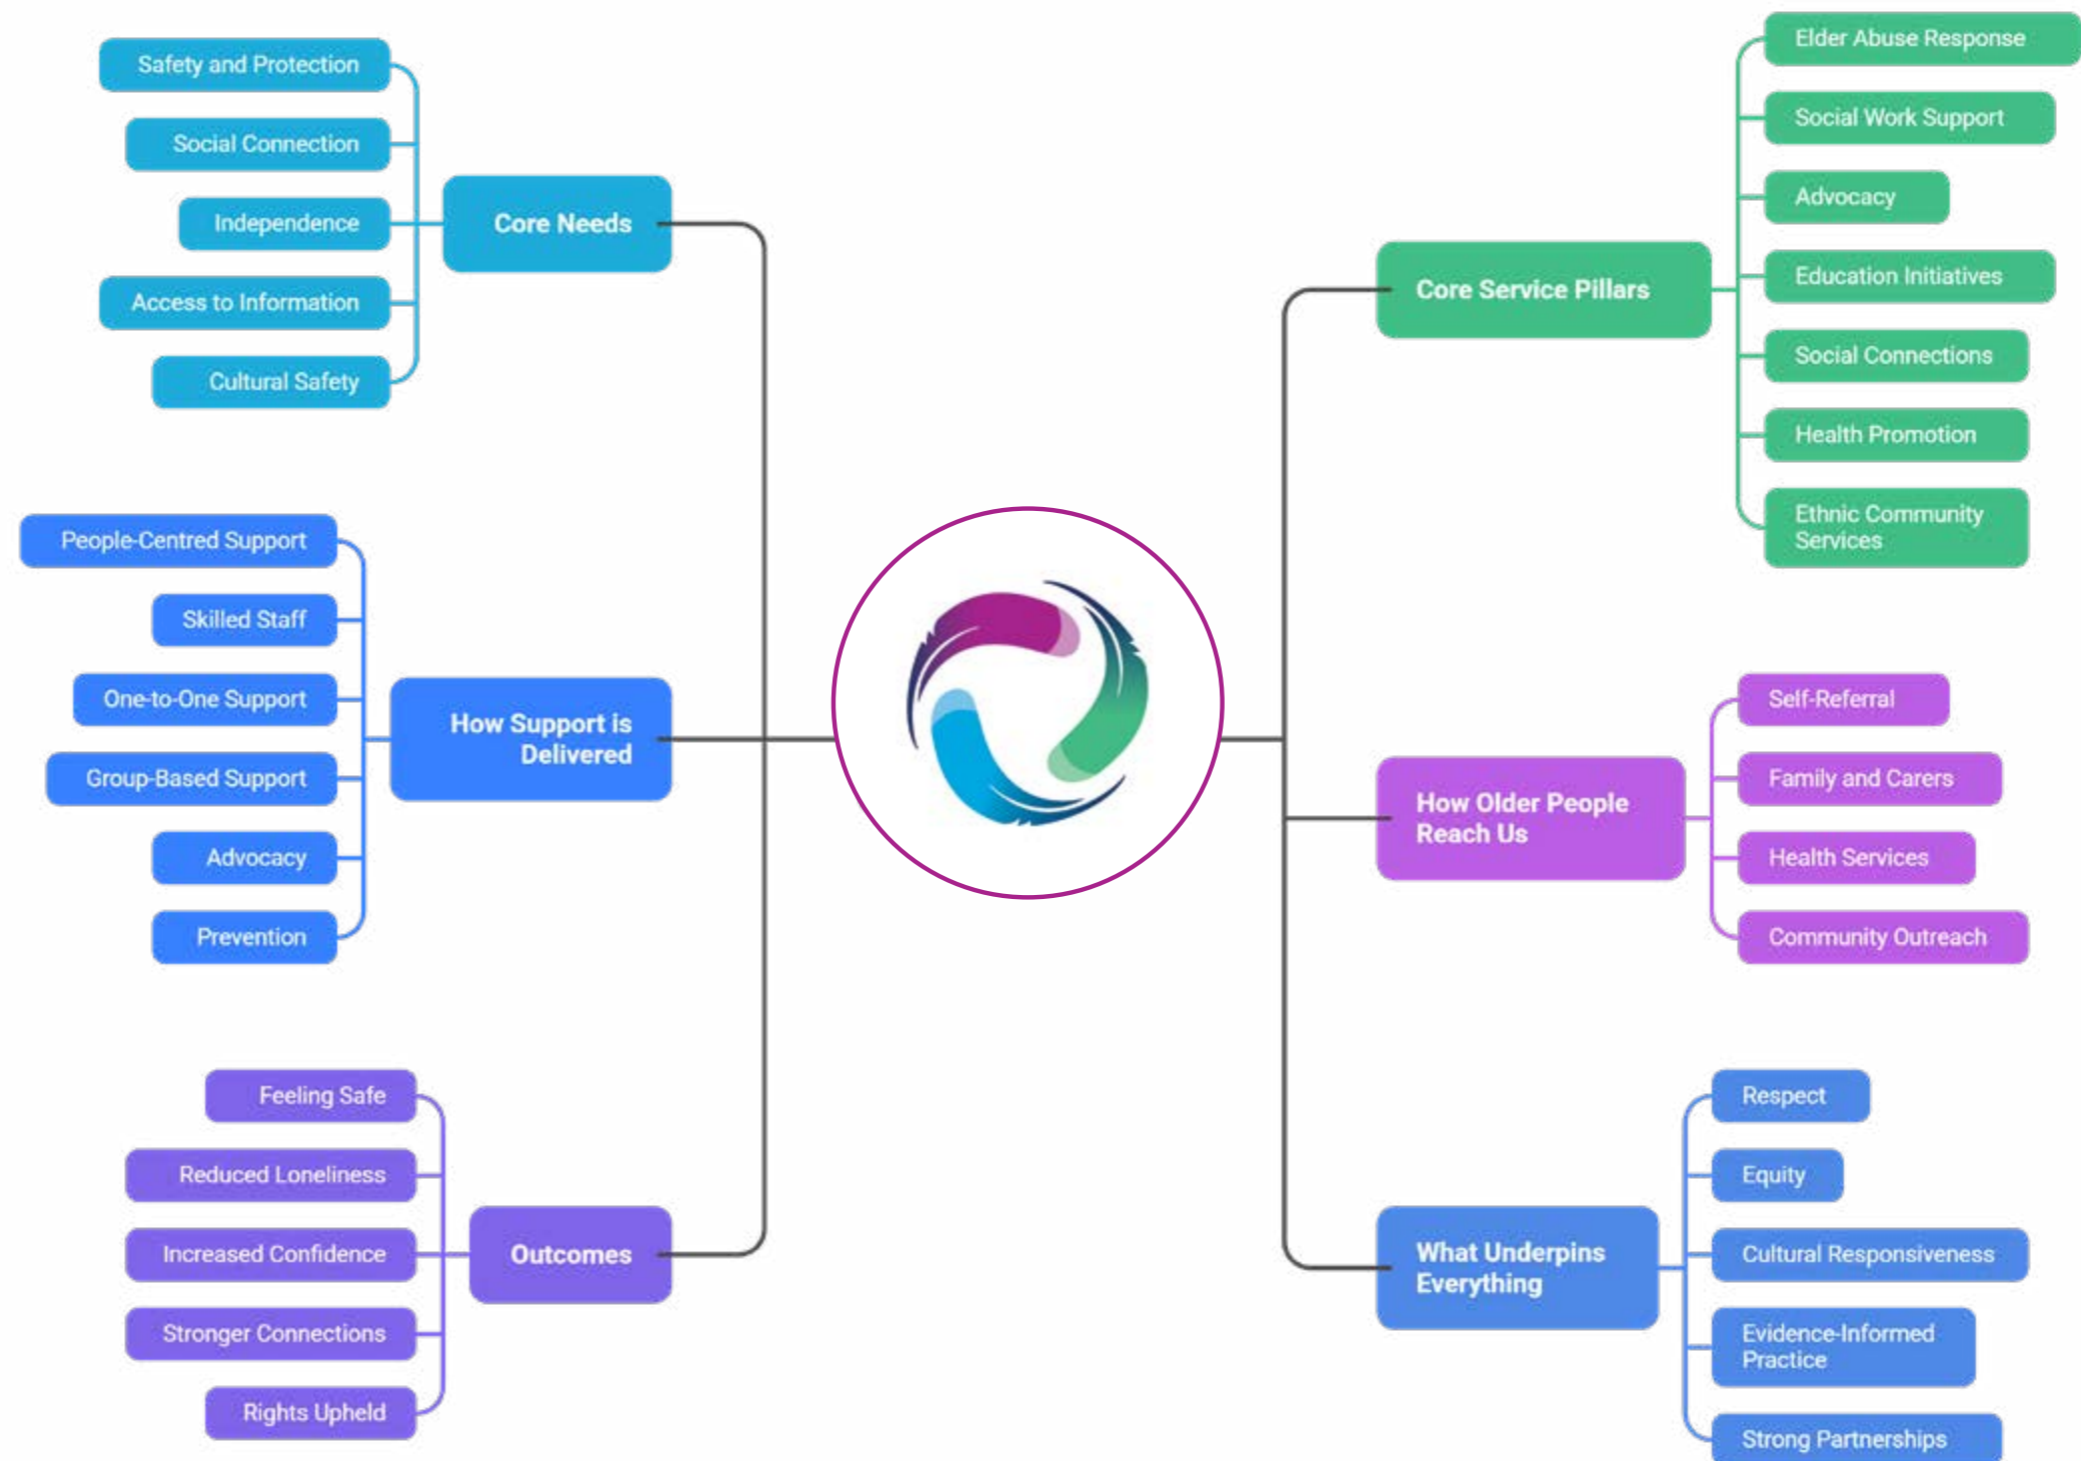 Safety and Protection
Social Connection
Independence
Access to Information
Cultural Safety
Core Needs
People-Centred Support
Skilled Staff
One-to-One Support
Group-Based Support
Advocacy
Prevention
How Support is
Delivered
Feeling Safe
Reduced Loneliness
Increased Confidence
Stronger Connections
Rights Upheld
Outcomes
Core Service Pillars
Elder Abuse Response
Social Work Support
Advocacy
Education Initiatives
Social Connections
Health Promotion
Ethnic Community
Services
How Older People
Reach Us
Self-Referral
Family and Carers
Health Services
Community Outreach
What Underpins
Everything
Respect
Equity
Cultural Responsiveness
Evidence-Informed
Practice
Strong Partnerships